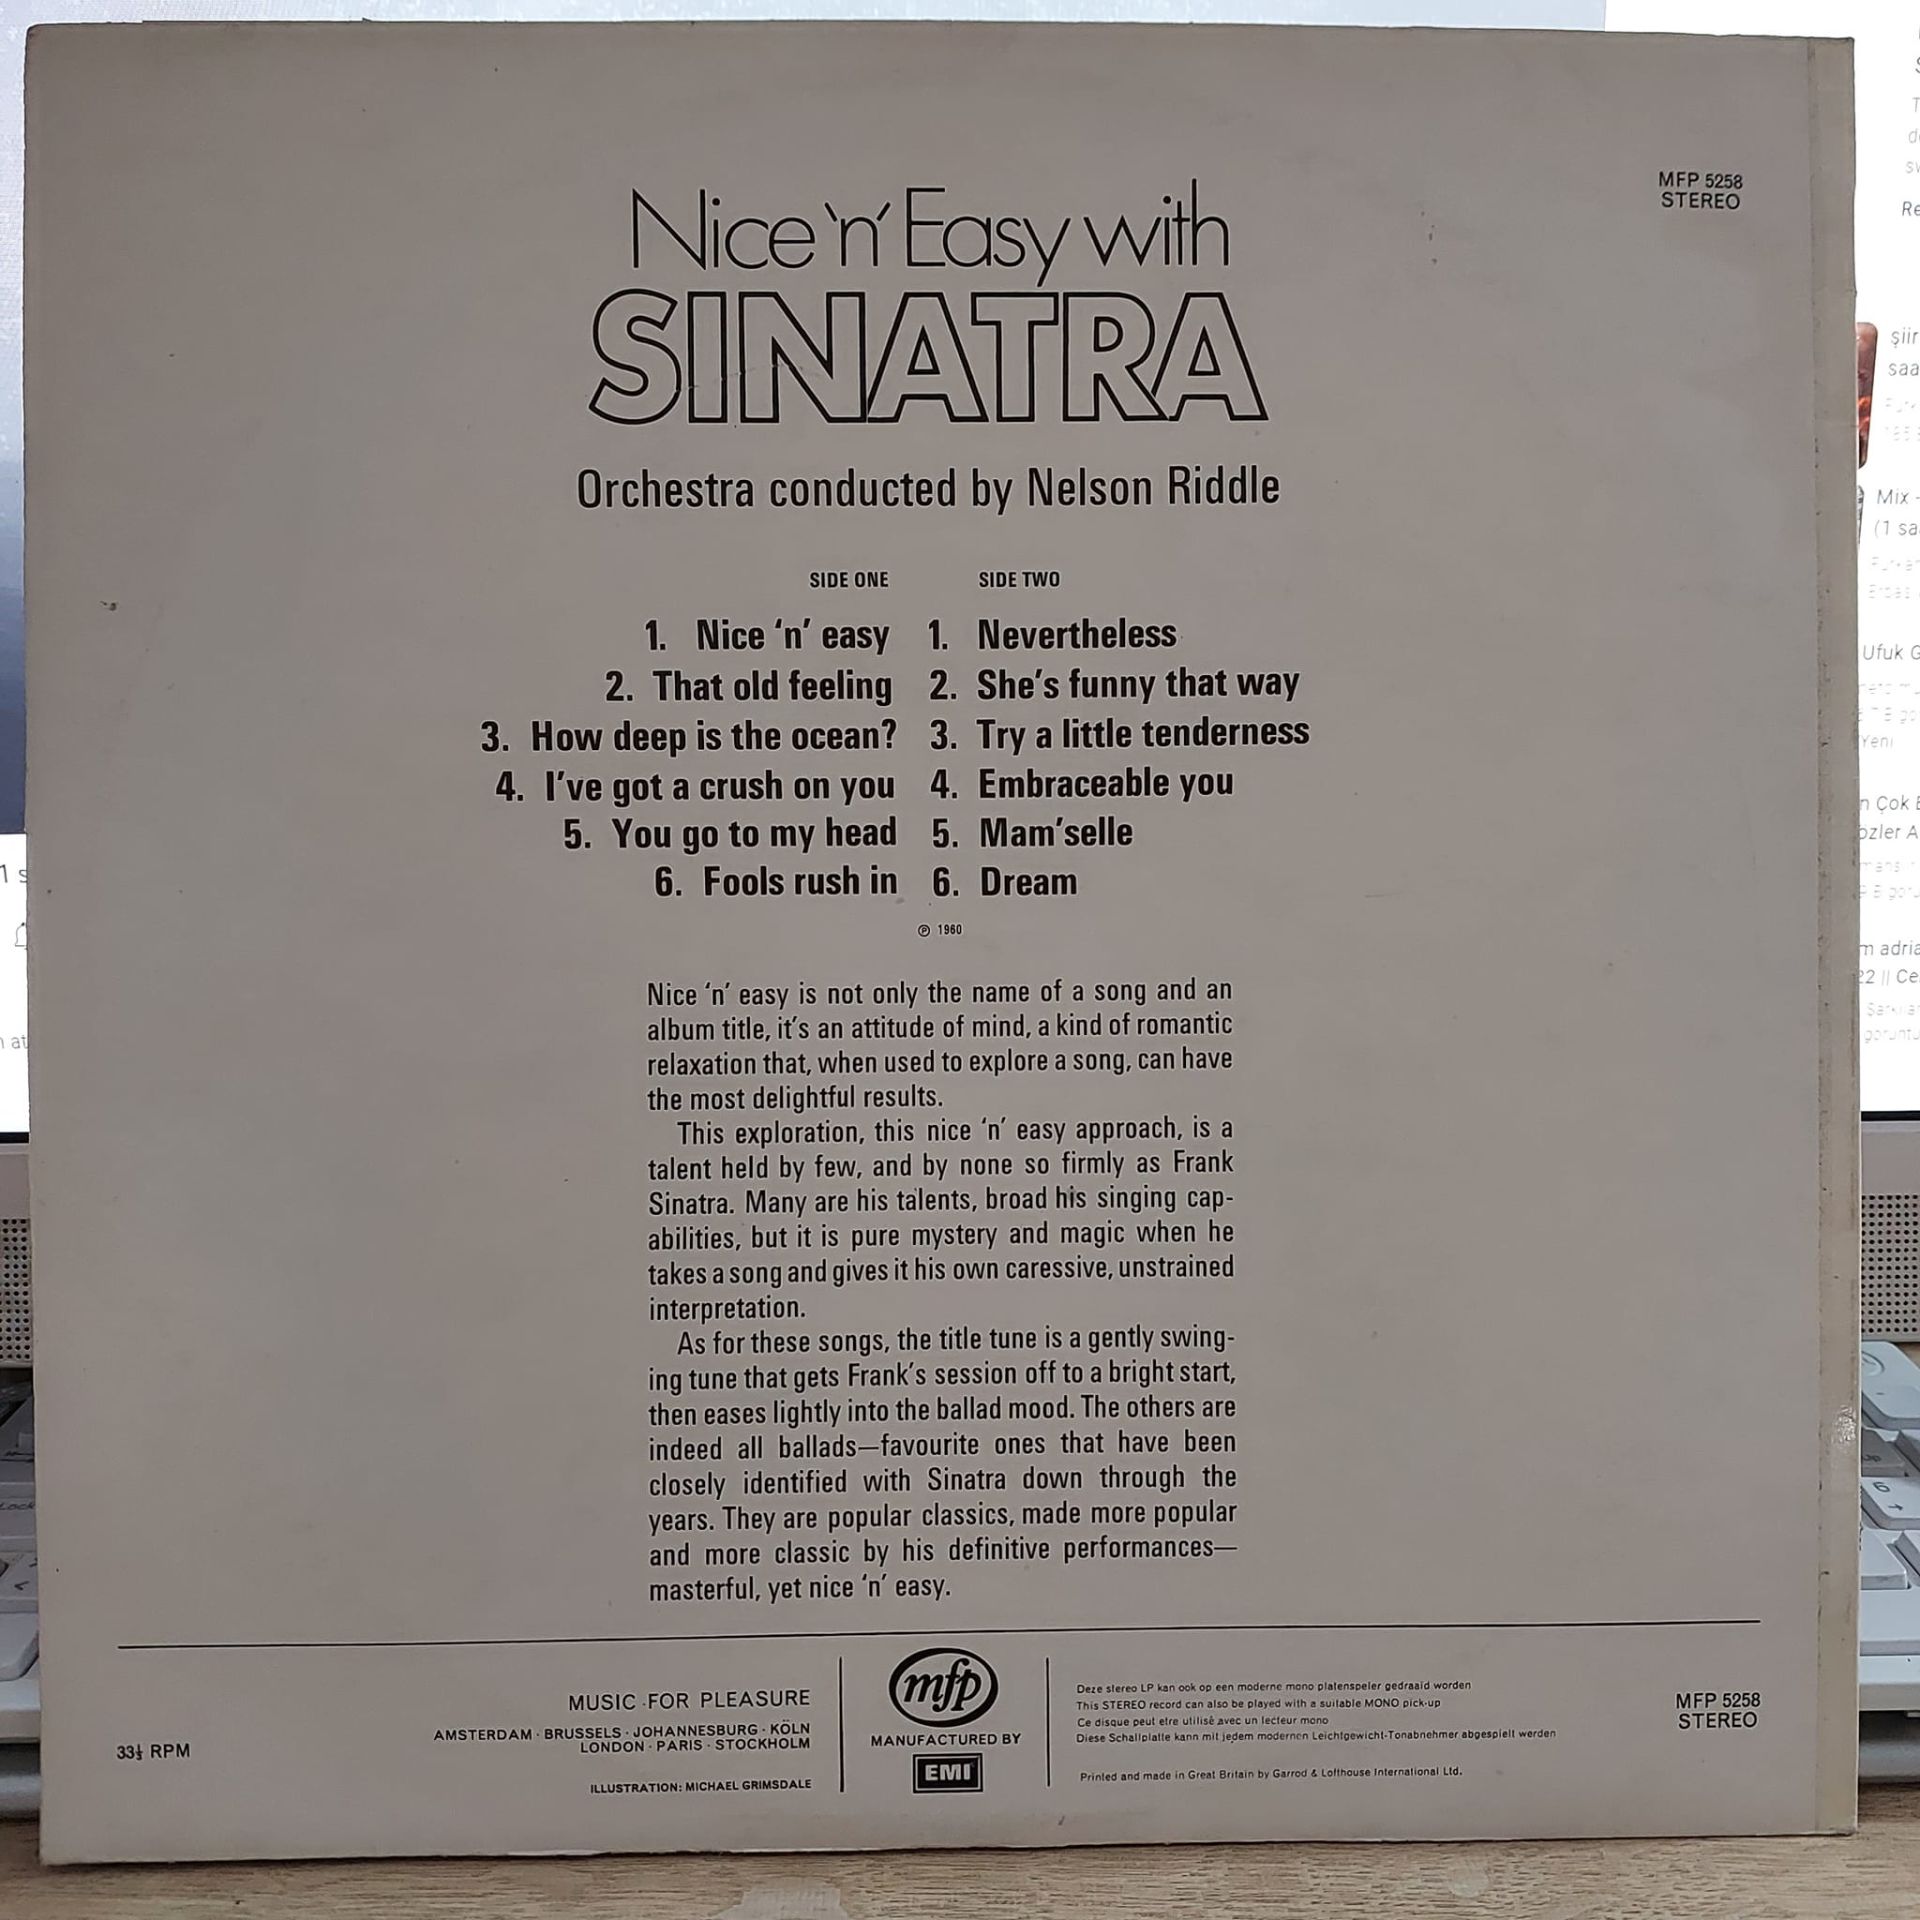 MFP 5258
STEREO
Nice 'n' Easy with
SINATRA
Orchestra conducted by Nelson Riddle
SIDE ONE
1. Nice ‘n’ easy
2. That old feeling
3. How deep is the ocean?
4. I’ve got a crush on you
5. You go to my head
6. Fools rush in
SIDE TWO
1. Nevertheless
2. She’s funny that way
3. Try a little tenderness
4. Embraceable you
5. Mam’selle
6. Dream
℗ 1960
Nice ‘n’ easy is not only the name of a song and an
album title, it’s an attitude of mind, a kind of romantic
relaxation that, when used to explore a song, can have
the most delightful results.
This exploration, this nice ‘n’ easy approach, is a
talent held by few, and by none so firmly as Frank
Sinatra. Many are his talents, broad his singing cap-
abilities, but it is pure mystery and magic when he
takes a song and gives it his own caressive, unstrained
interpretation.
As for these songs, the title tune is a gently swing-
ing tune that gets Frank’s session off to a bright start,
then eases lightly into the ballad mood. The others are
indeed all ballads—favourite ones that have been
closely identified with Sinatra down through the
years. They are popular classics, made more popular
and more classic by his definitive performances—
masterful, yet nice ‘n’ easy.
33⅓ RPM
MUSIC FOR PLEASURE
AMSTERDAM · BRUSSELS · JOHANNESBURG · KÖLN
LONDON · PARIS · STOCKHOLM
ILLUSTRATION: MICHAEL GRIMSDALE
mfp
MANUFACTURED BY
EMI
Deze stereo LP kan ook op een moderne mono platenspeler gedraaid worden
This STEREO record can also be played with a suitable MONO pick-up
Ce disque peut etre utilisé avec un lecteur mono
Diese Schallplatte kann mit jedem modernen Leichtgewicht-Tonabnehmer abgespielt werden
Printed and made in Great Britain by Garrod & Lofthouse International Ltd.
MFP 5258
STEREO
şiir
Mix -
(1 sa
Ufuk G
Yeni
Çok
m adria
22 || Ce